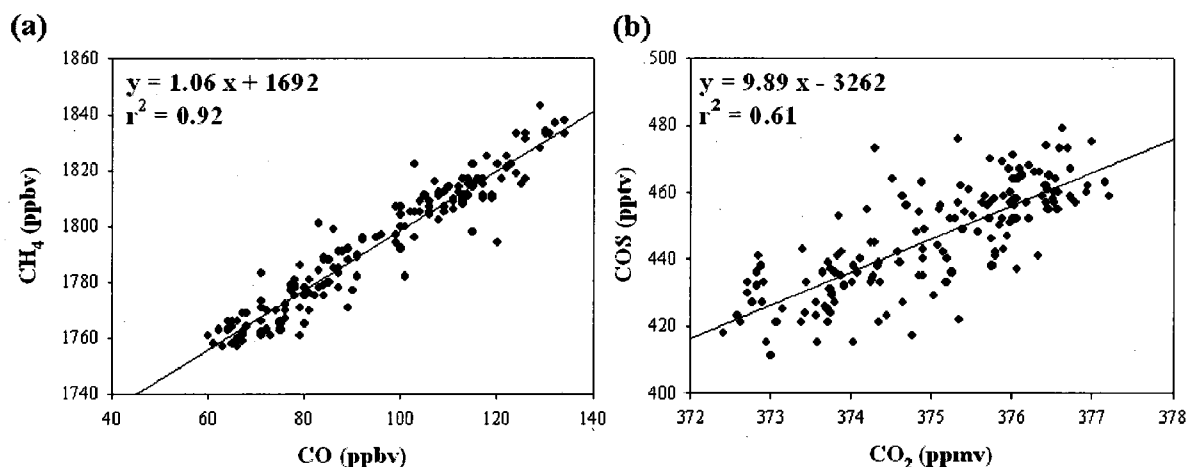 (a)
y = 1.06 x + 1692
r² = 0.92
CH₄ (ppbv)
1860
1840
1820
1800
1780
1760
1740
40 60 80 100 120 140
CO (ppbv)
(b)
y = 9.89 x - 3262
r² = 0.61
COS (pptv)
500
480
460
440
420
400
372 373 374 375 376 377 378
CO₂ (ppmv)